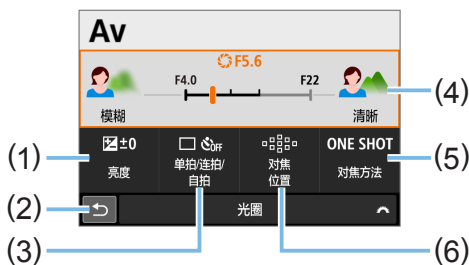 Av
F5.6
F4.0
F22
模糊
清晰
(4)
±0
OFF
ONE SHOT
(1)
亮度
单拍/连拍/
自拍
对焦
位置
对焦方法
(5)
(2)
光圈
(3)
(6)